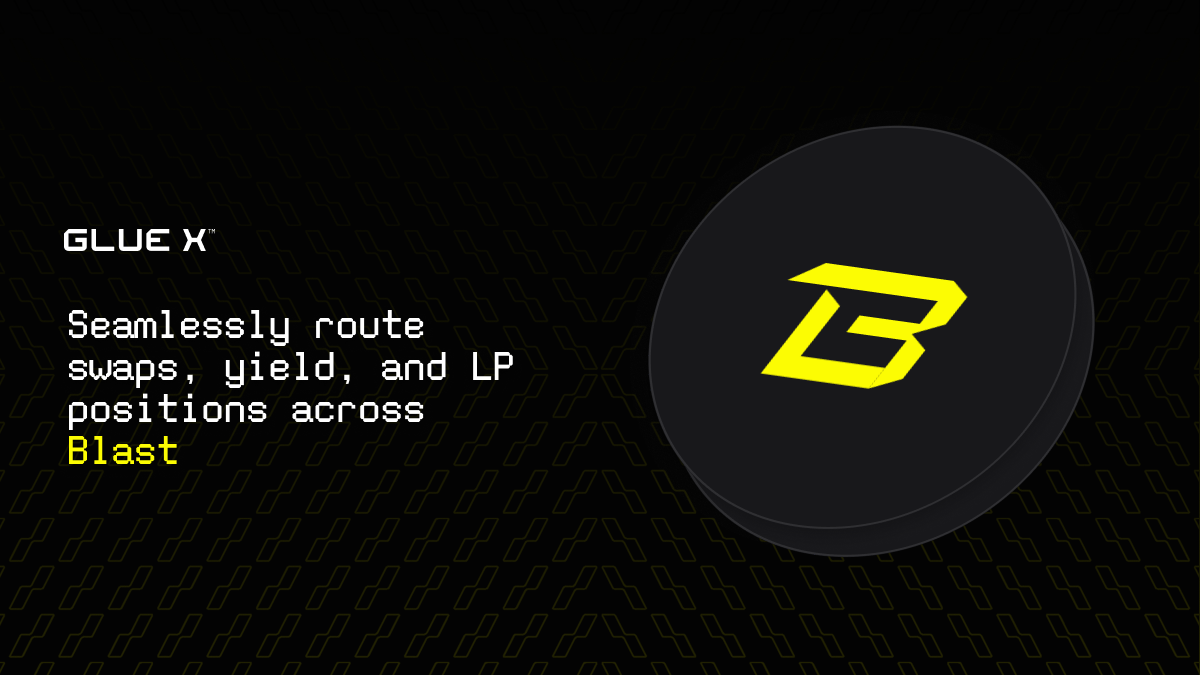 GLUE X™
Seamlessly route
swaps, yield, and LP
positions across
Blast